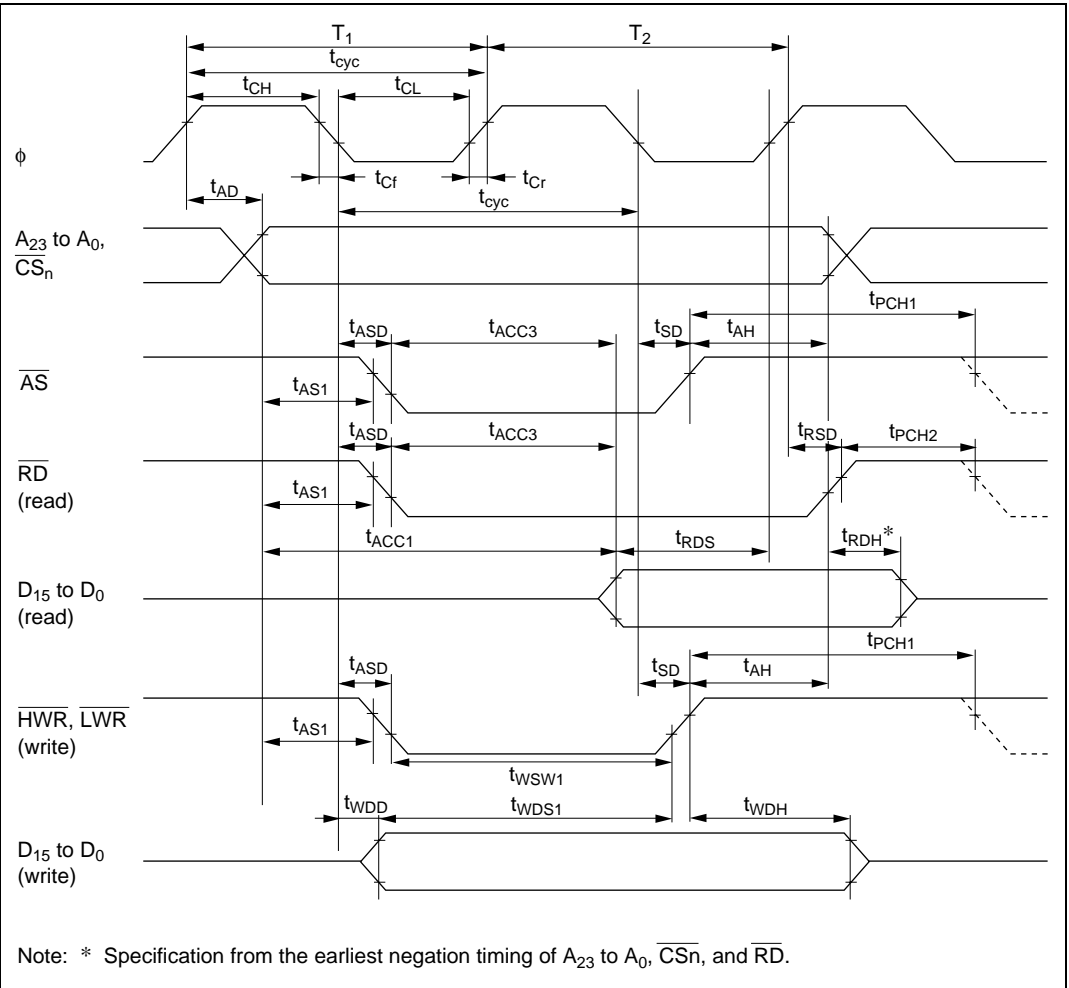 T1 T2
tcyc
tCH tCL
φ
tCf tCr
tAD tcyc
A23 to A0,
CSn
tPCH1
tASD tACC3 tSD tAH
AS
tAS1
tASD tACC3 tRSD tPCH2
RD
(read)
tAS1
tACC1 tRDS tRDH*
D15 to D0
(read)
tPCH1
tASD tSD tAH
HWR, LWR
(write)
tAS1
tWSW1
tWDD tWDS1 tWDH
D15 to D0
(write)
Note: * Specification from the earliest negation timing of A23 to A0, CSn, and RD.